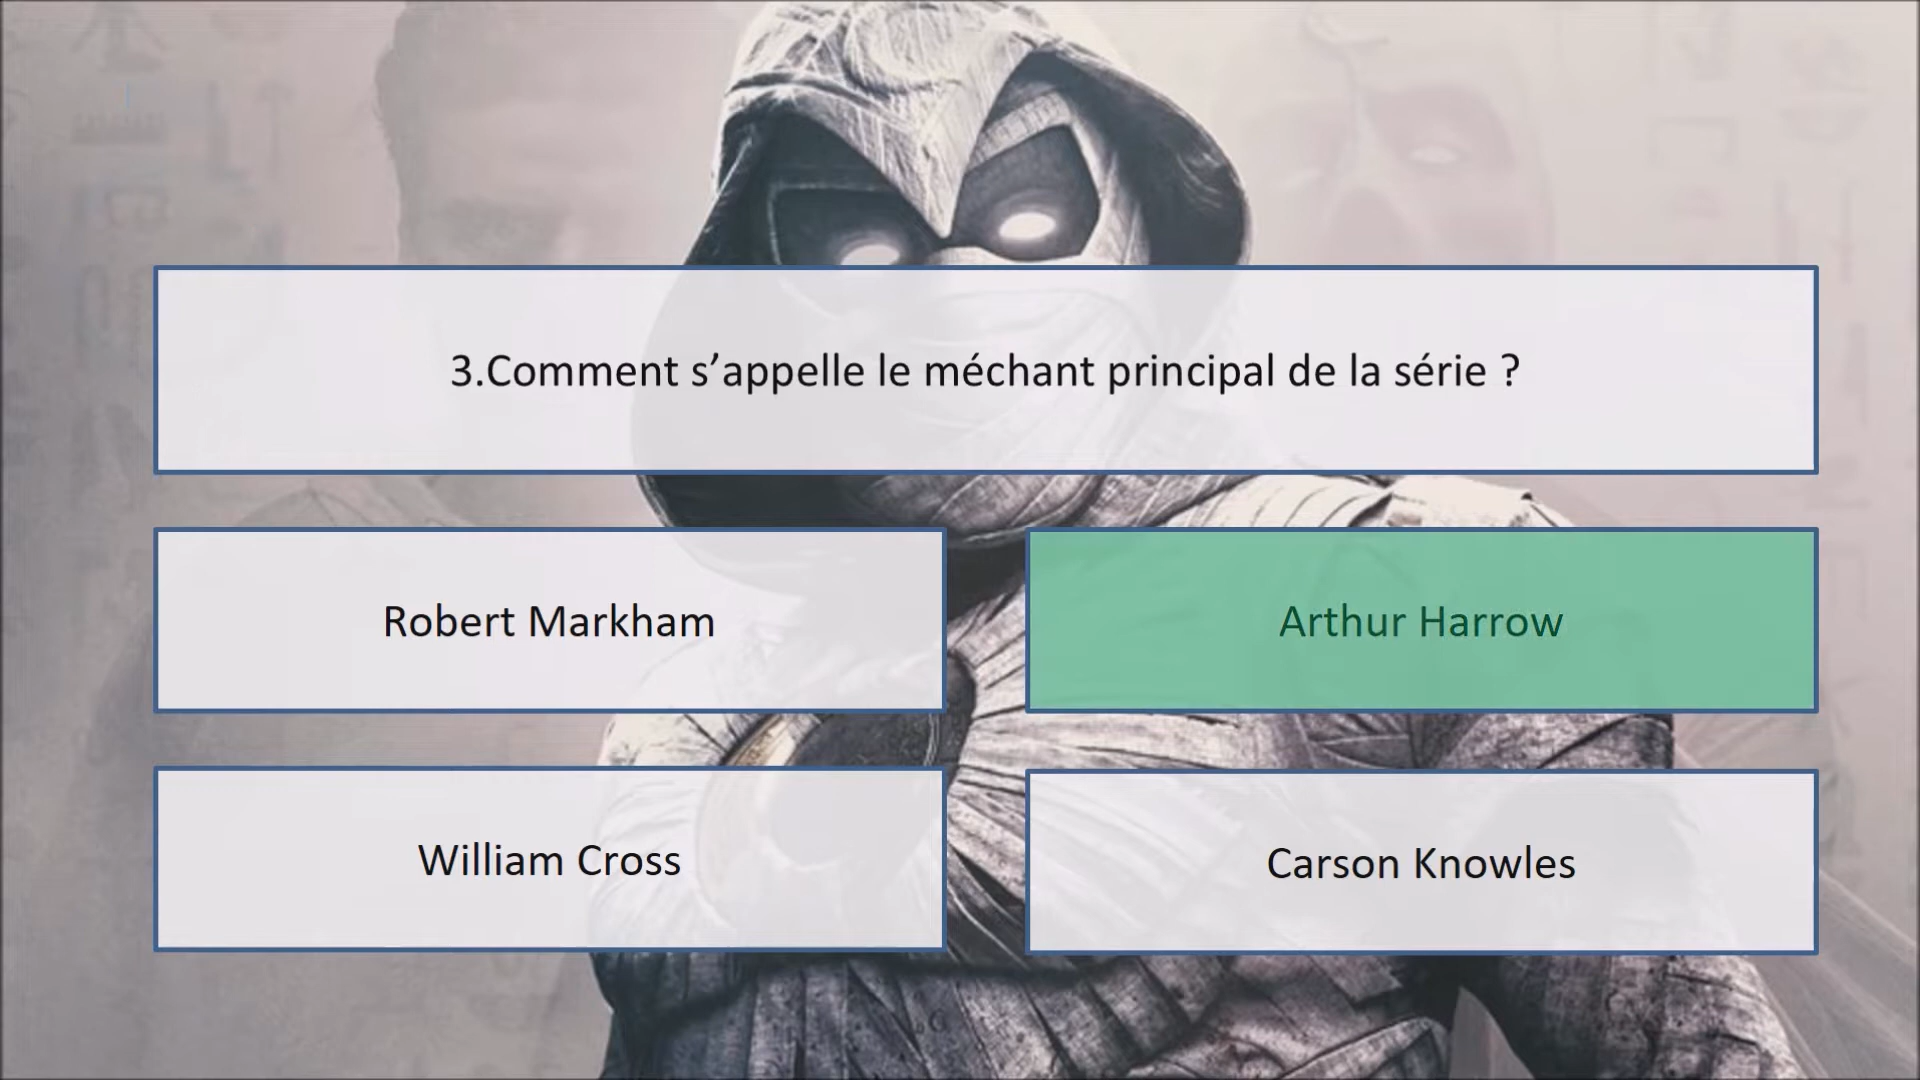 3.Comment s’appelle le méchant principal de la série ?
Robert Markham
Arthur Harrow
William Cross
Carson Knowles